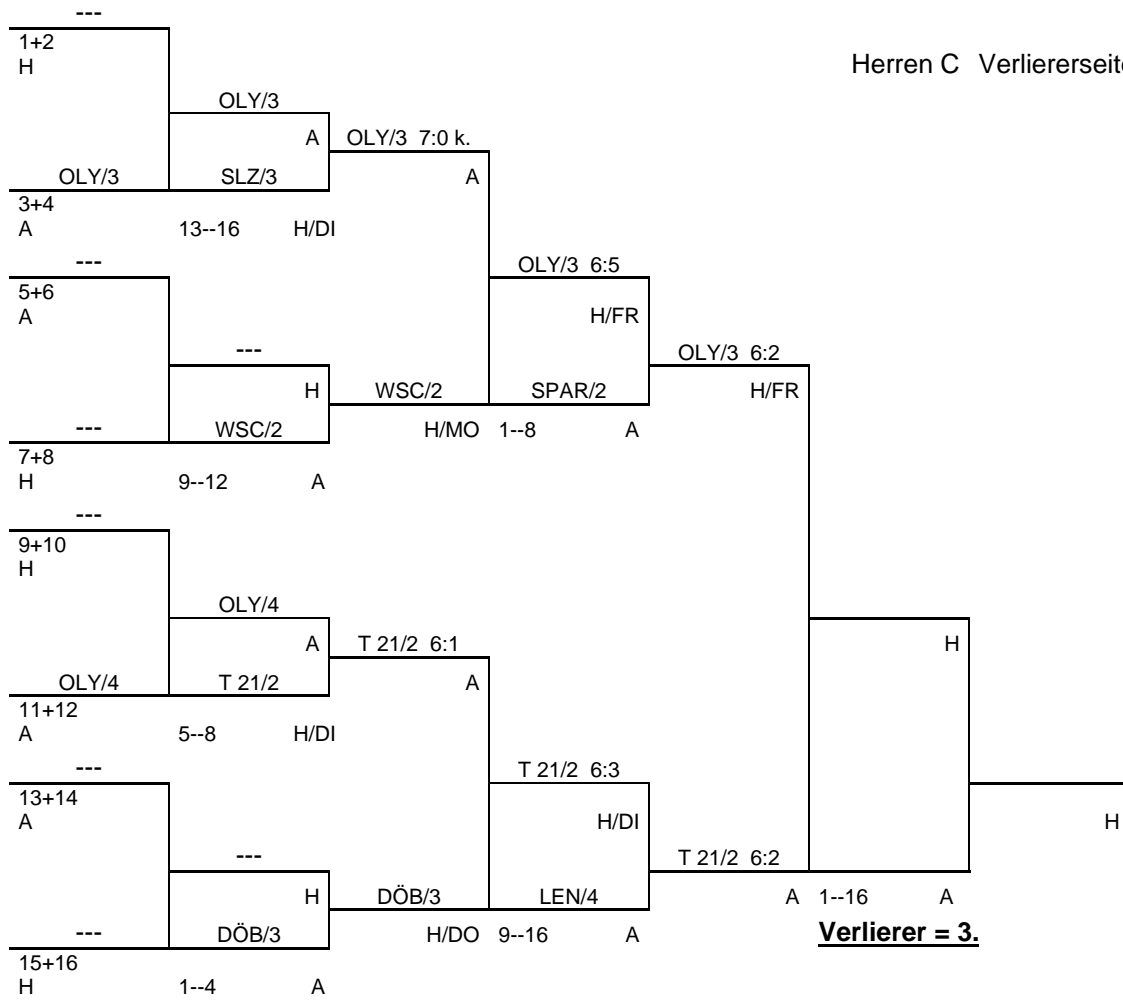 ---
1+2
H
Herren C Verliererseite
OLY/3
A OLY/3 7:0 k.
OLY/3 SLZ/3 A
3+4
A 13--16 H/DI
---
OLY/3 6:5
5+6
A H/FR
---
OLY/3 6:2
H WSC/2 SPAR/2 H/FR
--- WSC/2 H/MO 1--8 A
7+8
H 9--12 A
---
9+10
H
OLY/4
A T 21/2 6:1 H
OLY/4 T 21/2 A
11+12
A 5--8 H/DI
---
T 21/2 6:3
13+14
A H/DI H
---
T 21/2 6:2
H DÖB/3 LEN/4 A 1--16 A
--- DÖB/3 H/DO 9--16 A Verlierer = 3.
15+16
H 1--4 A